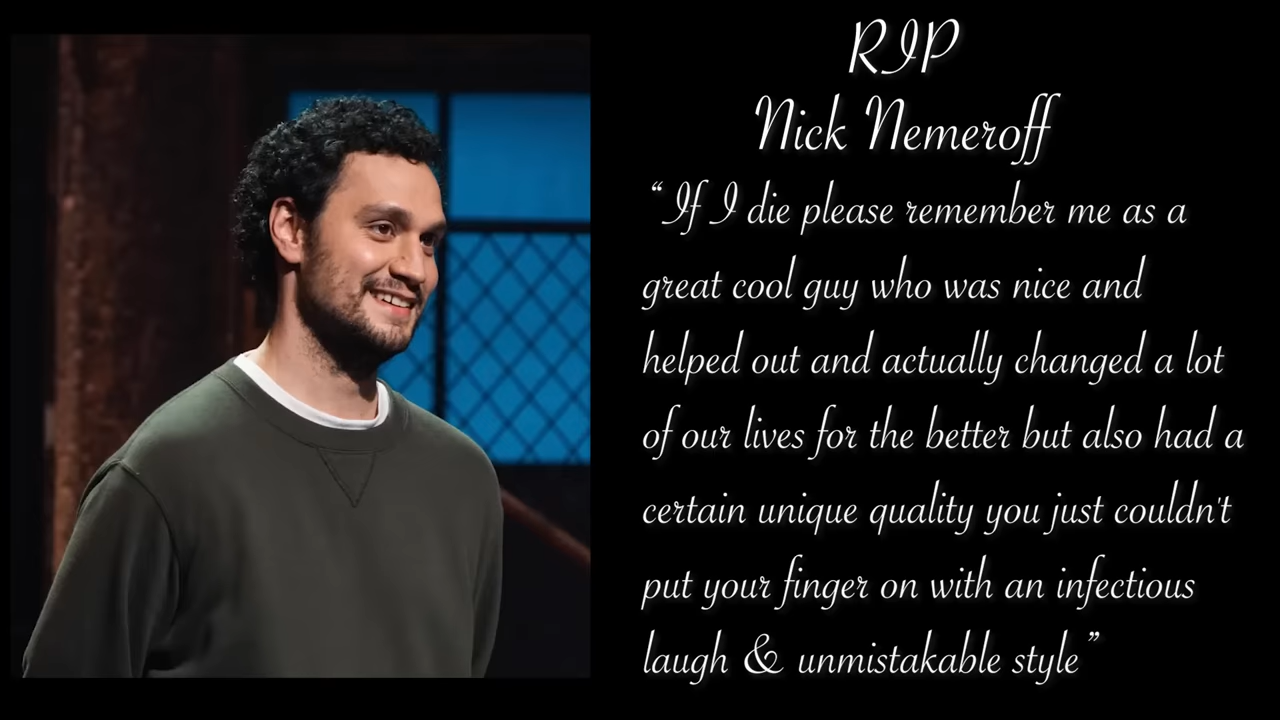 RIP
Nick Nemeroff
“If I die please remember me as a
great cool guy who was nice and
helped out and actually changed a lot
of our lives for the better but also had a
certain unique quality you just couldn't
put your finger on with an infectious
laugh & unmistakable style”